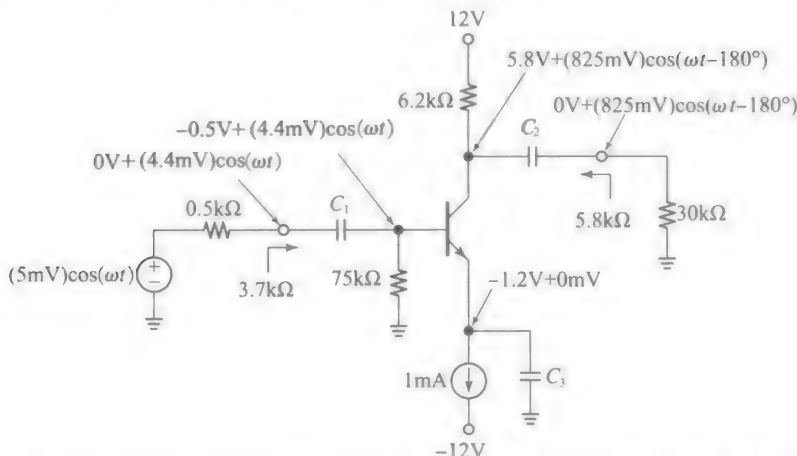 12V
5.8V+(825mV)cos(ωt−180°)
6.2kΩ
0V+(825mV)cos(ωt−180°)
−0.5V+(4.4mV)cos(ωt)
C₂
0V+(4.4mV)cos(ωt)
0.5kΩ
C₁
5.8kΩ
30kΩ
(5mV)cos(ωt)
3.7kΩ
75kΩ
−1.2V+0mV
1mA
C₃
−12V